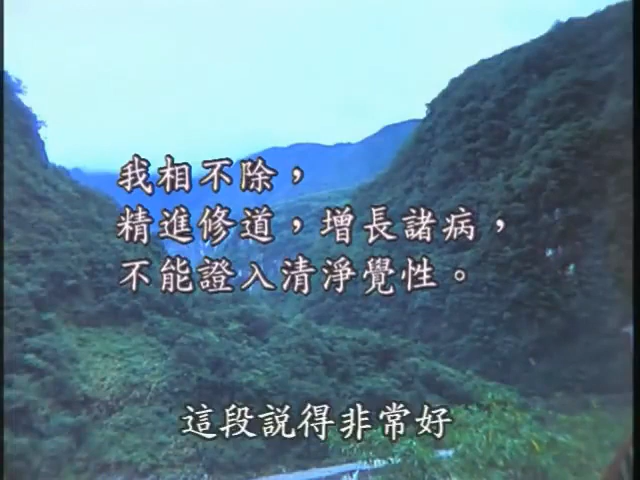 我相不除，
精進修道，增長諸病，
不能證入清淨覺性。
這段說得非常好